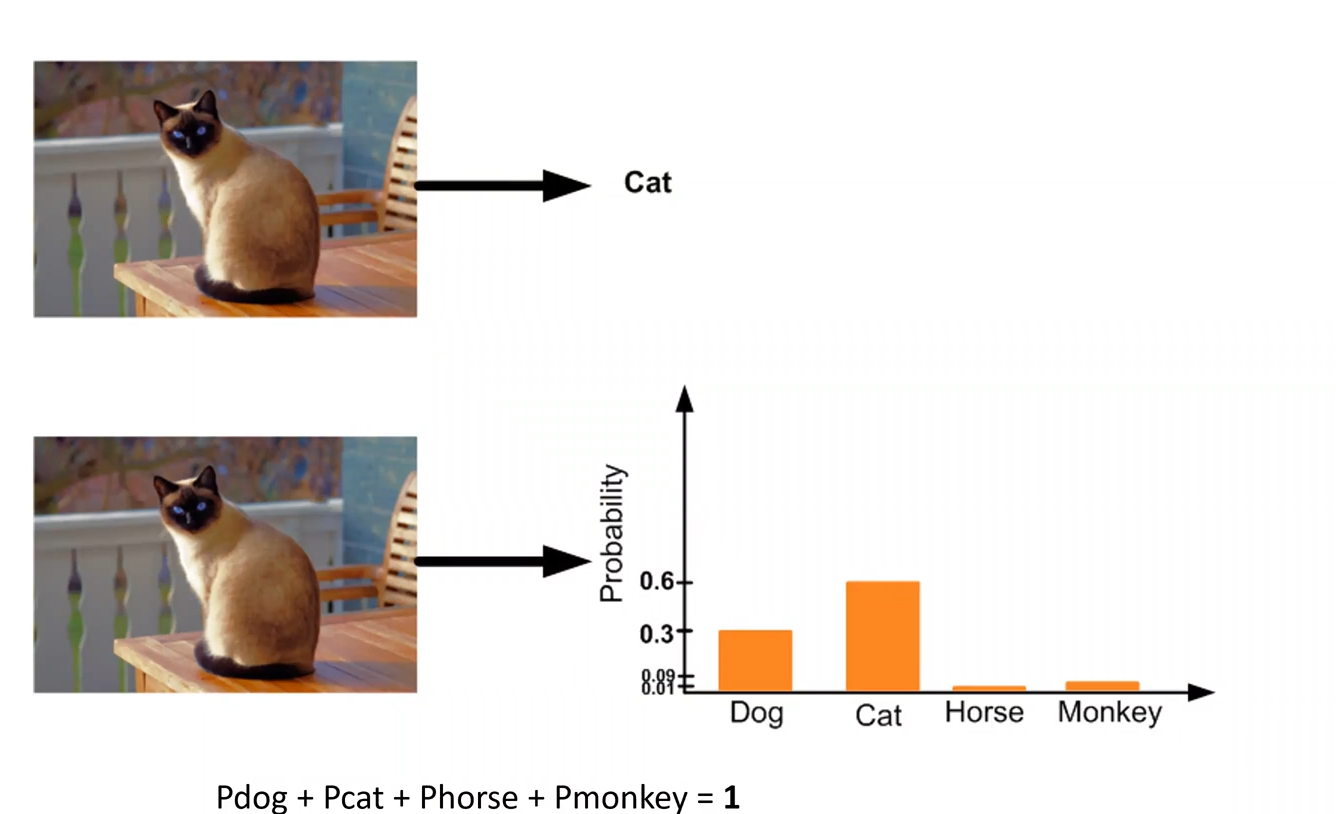 Cat
Probability
0.6
0.3
0.09
0.01
Dog Cat Horse Monkey
Pdog + Pcat + Phorse + Pmonkey = 1